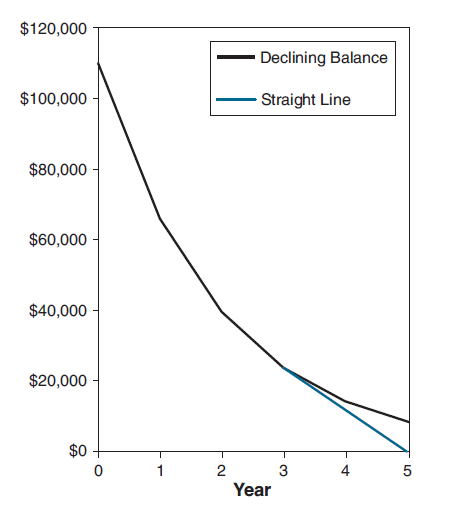 $120,000
Declining Balance
$100,000
Straight Line
$80,000
$60,000
$40,000
$20,000
$0
0 1 2 3 4 5
Year